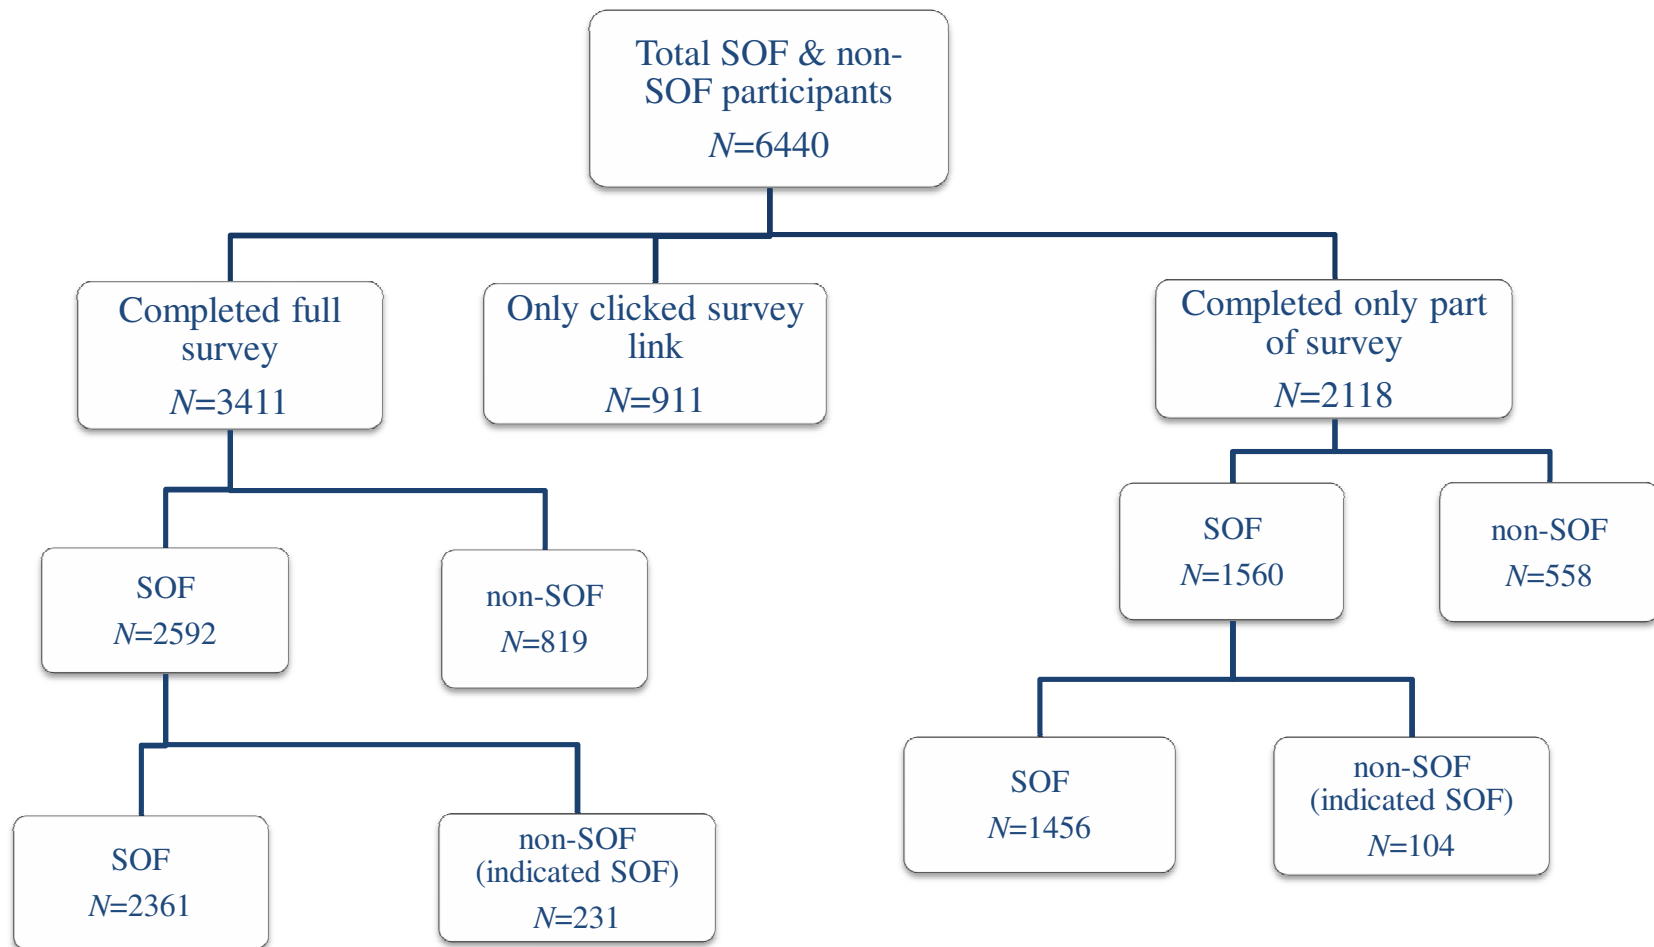 Total SOF & non-
SOF participants
N=6440
Completed full
survey
N=3411
Only clicked survey
link
N=911
Completed only part
of survey
N=2118
SOF
N=2592
non-SOF
N=819
SOF
N=1560
non-SOF
N=558
SOF
N=2361
non-SOF
(indicated SOF)
N=231
SOF
N=1456
non-SOF
(indicated SOF)
N=104